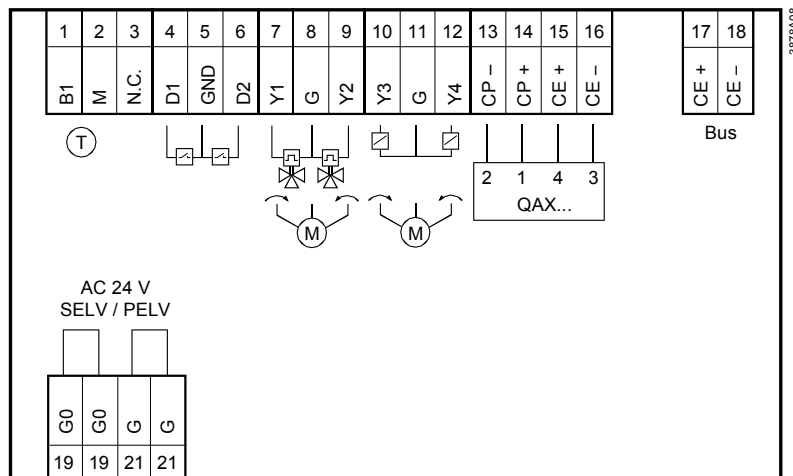 1 2 3 4 5 6 7 8 9 10 11 12 13 14 15 16 17 18
B1 M N.C. D1 GND D2 Y1 G Y2 Y3 G Y4 CP – CP + CE + CE – CE + CE –
T
Bus
2 1 4 3
QAX...
M M
AC 24 V
SELV / PELV
G0 G0 G G
19 19 21 21